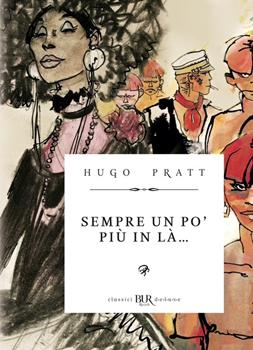 HUGO PRATT
SEMPRE UN PO'
PIÙ IN LÀ...
classici BUR deluxe